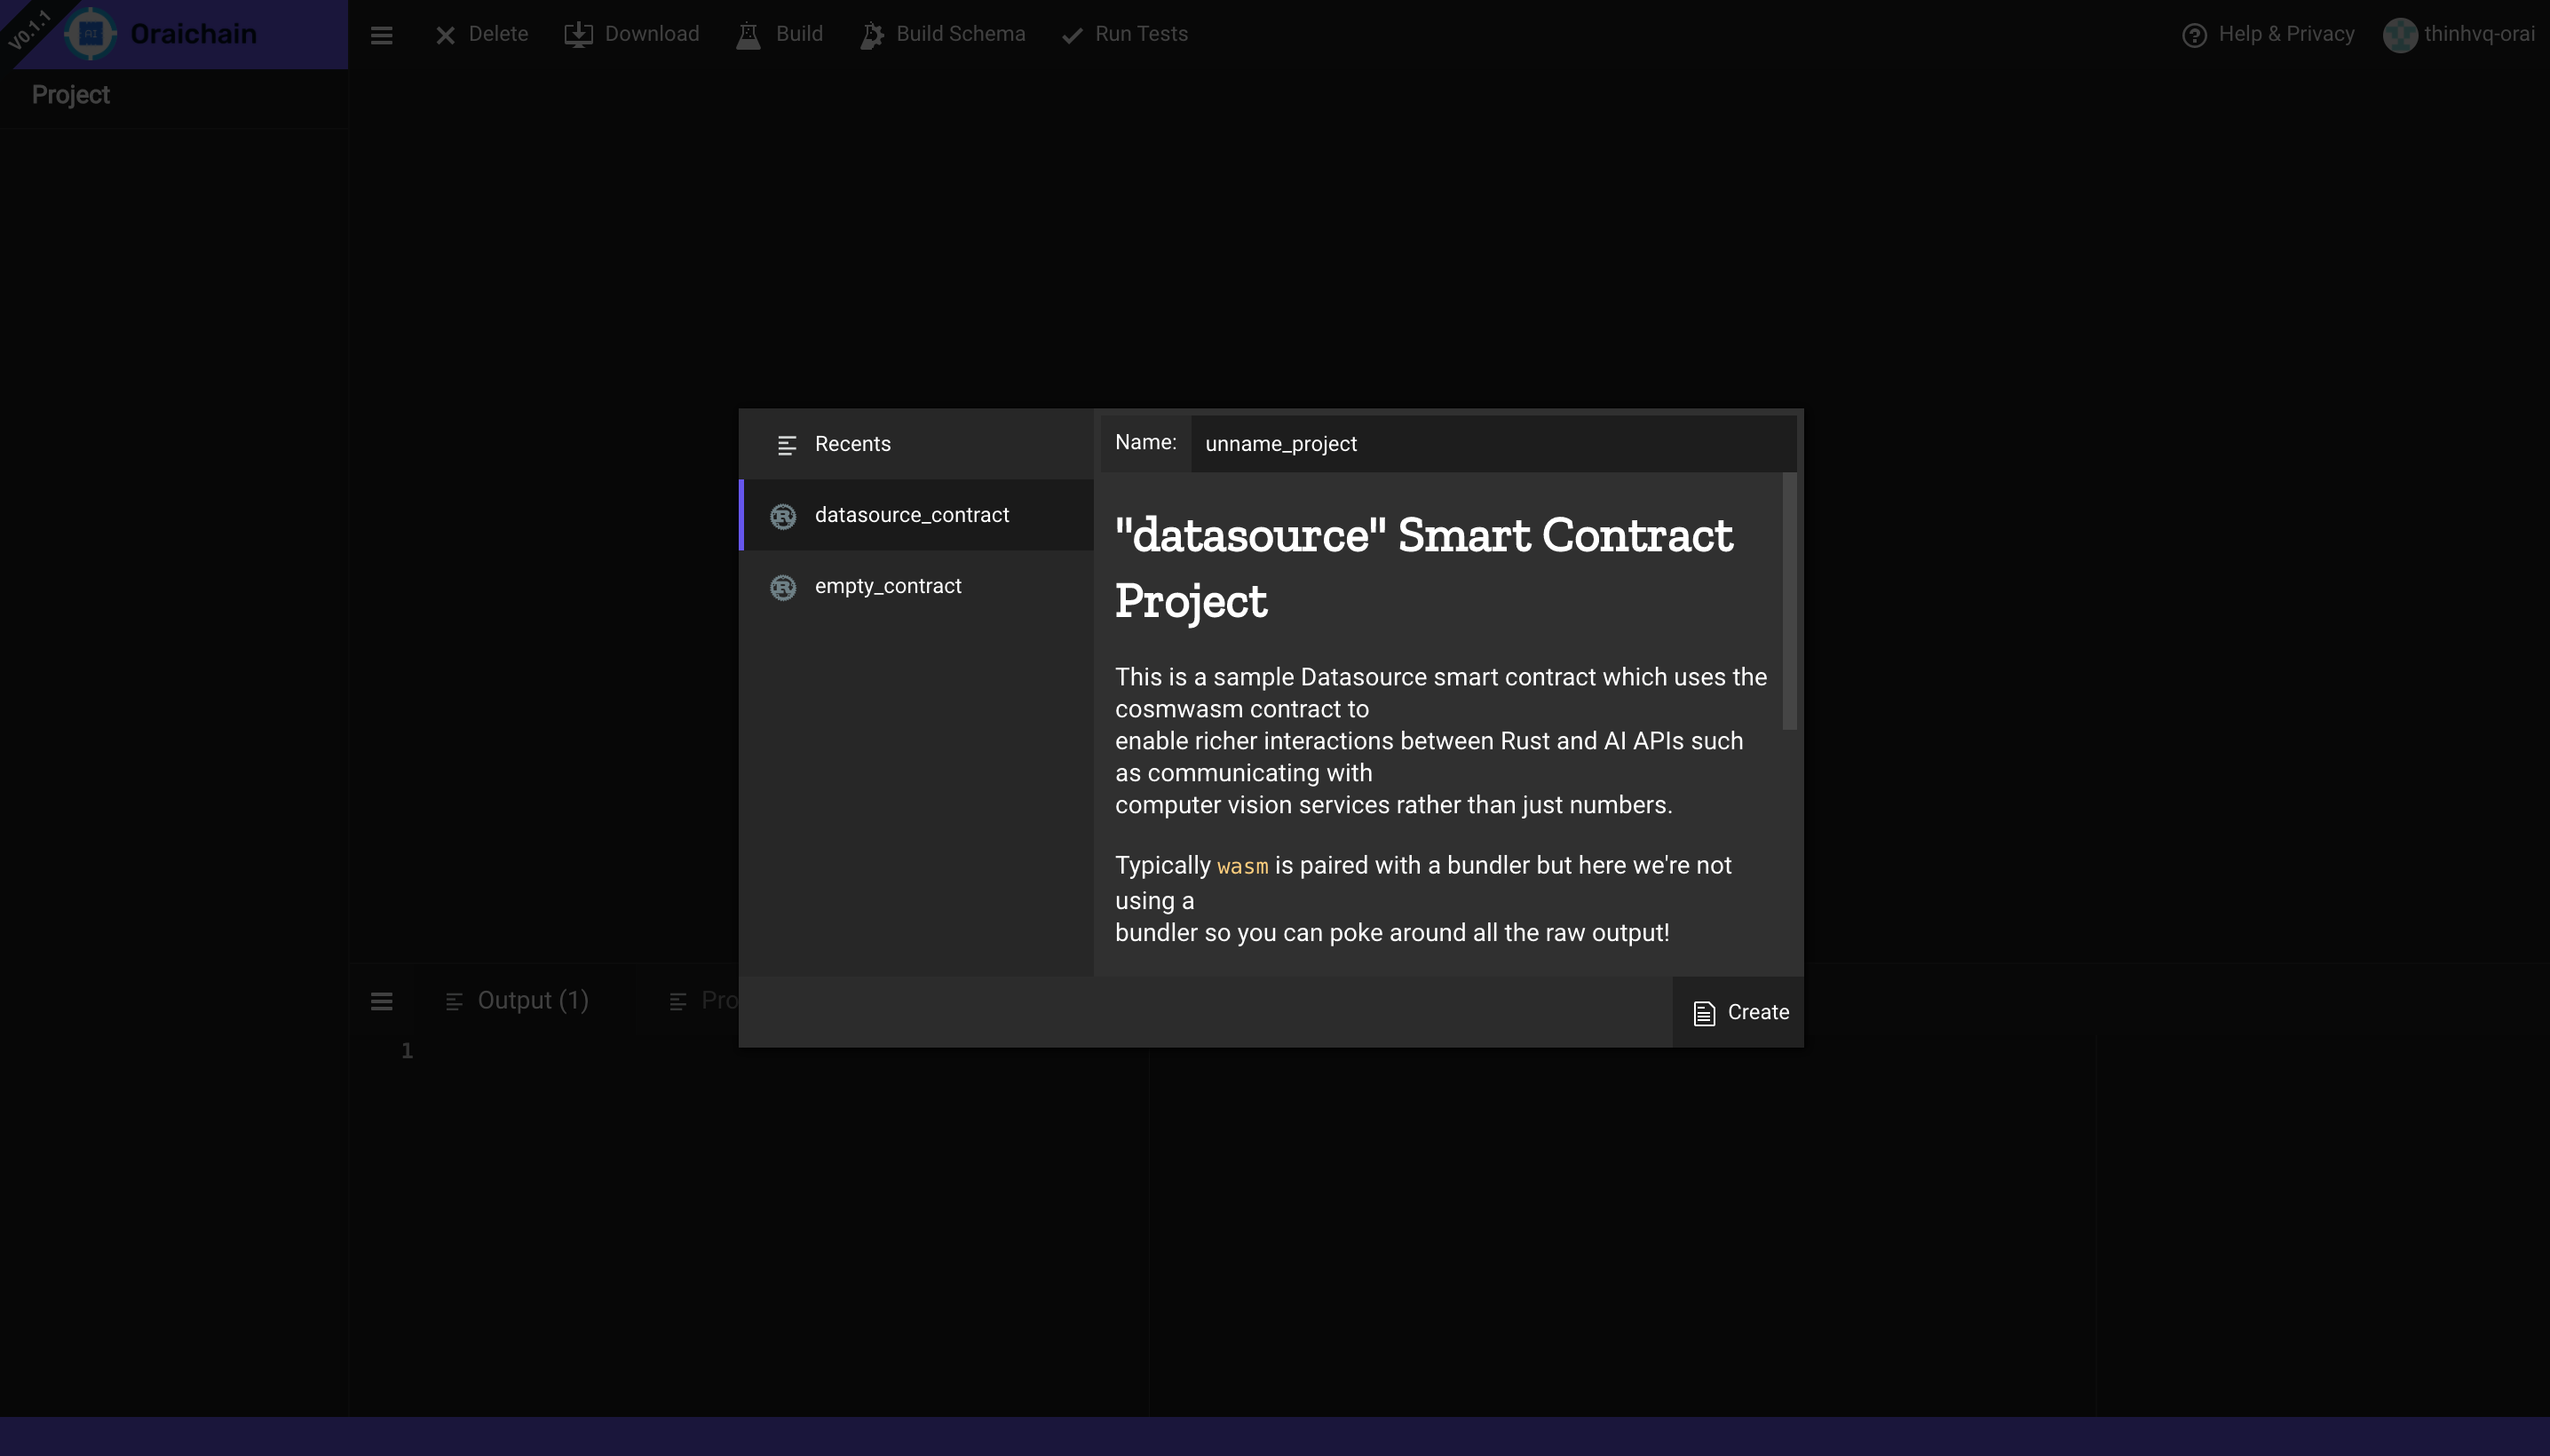 V0.1.1
AI
Oraichain
Delete
Download
Build
Build Schema
Run Tests
Help & Privacy
thinhvq-orai
Project
Recents
datasource_contract
empty_contract
Name:
unname_project
"datasource" Smart Contract
Project
This is a sample Datasource smart contract which uses the
cosmwasm contract to
enable richer interactions between Rust and AI APIs such
as communicating with
computer vision services rather than just numbers.
Typically wasm is paired with a bundler but here we're not
using a
bundler so you can poke around all the raw output!
Create
Output (1)
Pro
1